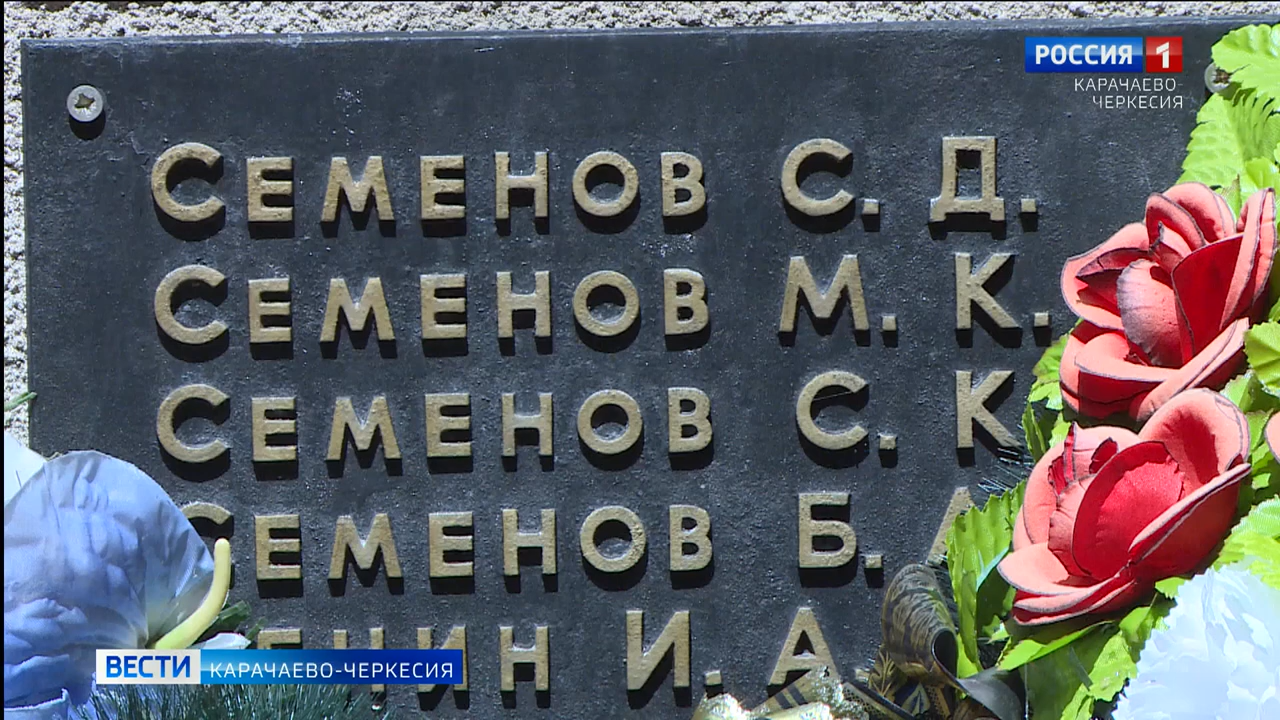 РОССИЯ 1
КАРАЧАЕВО-
ЧЕРКЕСИЯ
СЕМЕНОВ С. Д.
СЕМЕНОВ М. К.
СЕМЕНОВ С. К
СЕМЕНОВ Б.
И. А
ВЕСТИ КАРАЧАЕВО-ЧЕРКЕСИЯ